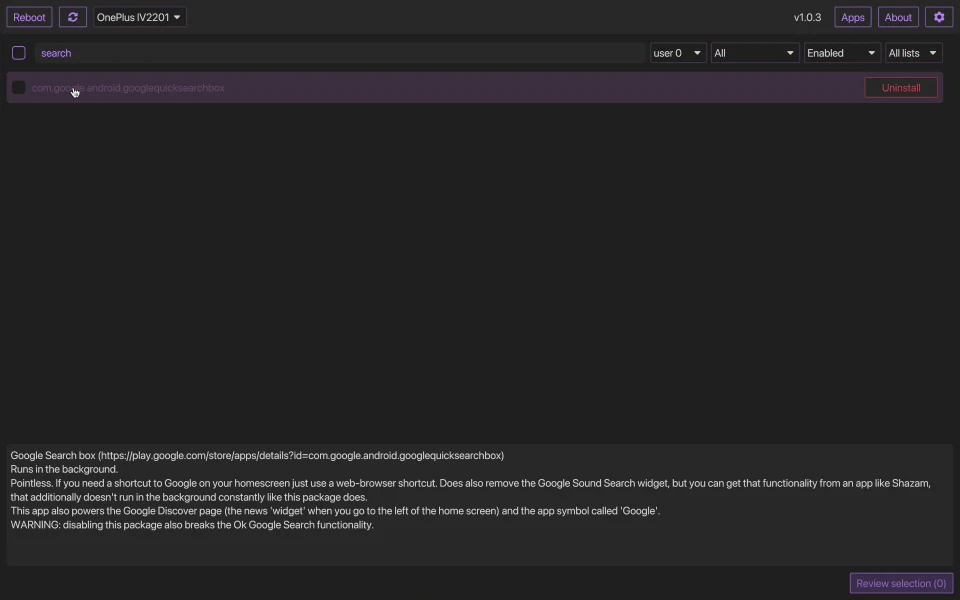 Reboot
OnePlus IV2201
v1.0.3
Apps
About
search
user 0
All
Enabled
All lists
com.google.android.googlequicksearchbox
Uninstall
Google Search box (https://play.google.com/store/apps/details?id=com.google.android.googlequicksearchbox)
Runs in the background.
Pointless. If you need a shortcut to Google on your homescreen just use a web-browser shortcut. Does also remove the Google Sound Search widget, but you can get that functionality from an app like Shazam,
that additionally doesn't run in the background constantly like this package does.
This app also powers the Google Discover page (the news 'widget' when you go to the left of the home screen) and the app symbol called 'Google'.
WARNING: disabling this package also breaks the Ok Google Search functionality.
Review selection (0)